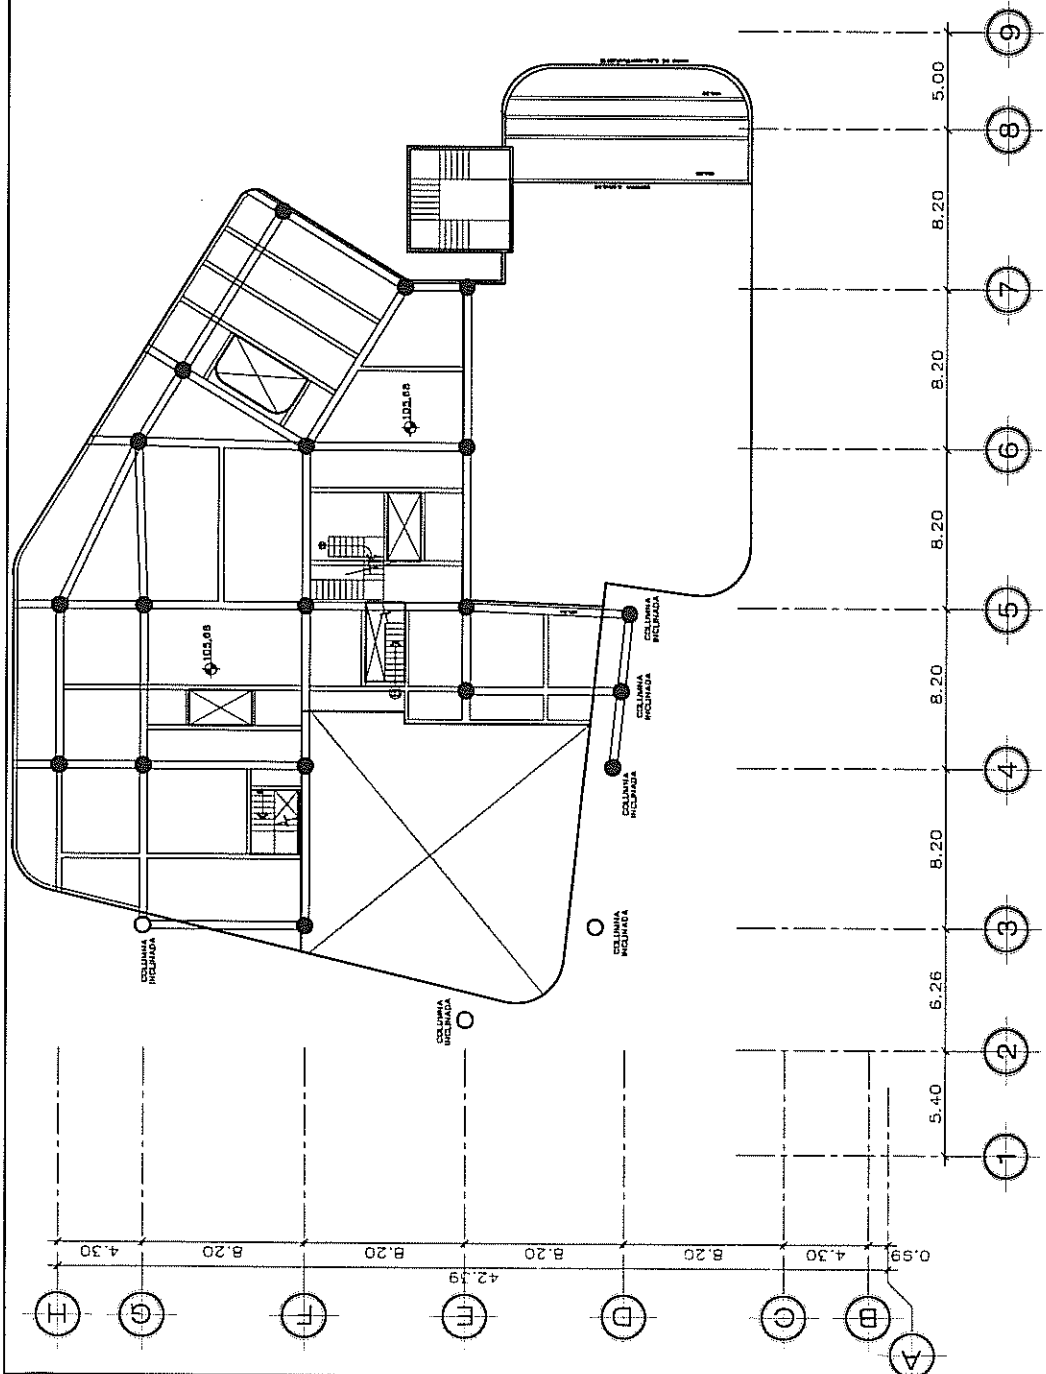 9
5.00
8
8.20
7
8.20
6
8.20
5
8.20
4
8.20
3
6.26
2
5.40
1
105.68
105.68
COLUMNA
INCLINADA
COLUMNA
INCLINADA
COLUMNA
INCLINADA
COLUMNA
INCLINADA
COLUMNA
INCLINADA
COLUMNA
INCLINADA
4.30
8.20
8.20
8.20
8.20
4.30
0.99
42.39
H
G
F
E
D
C
B
A